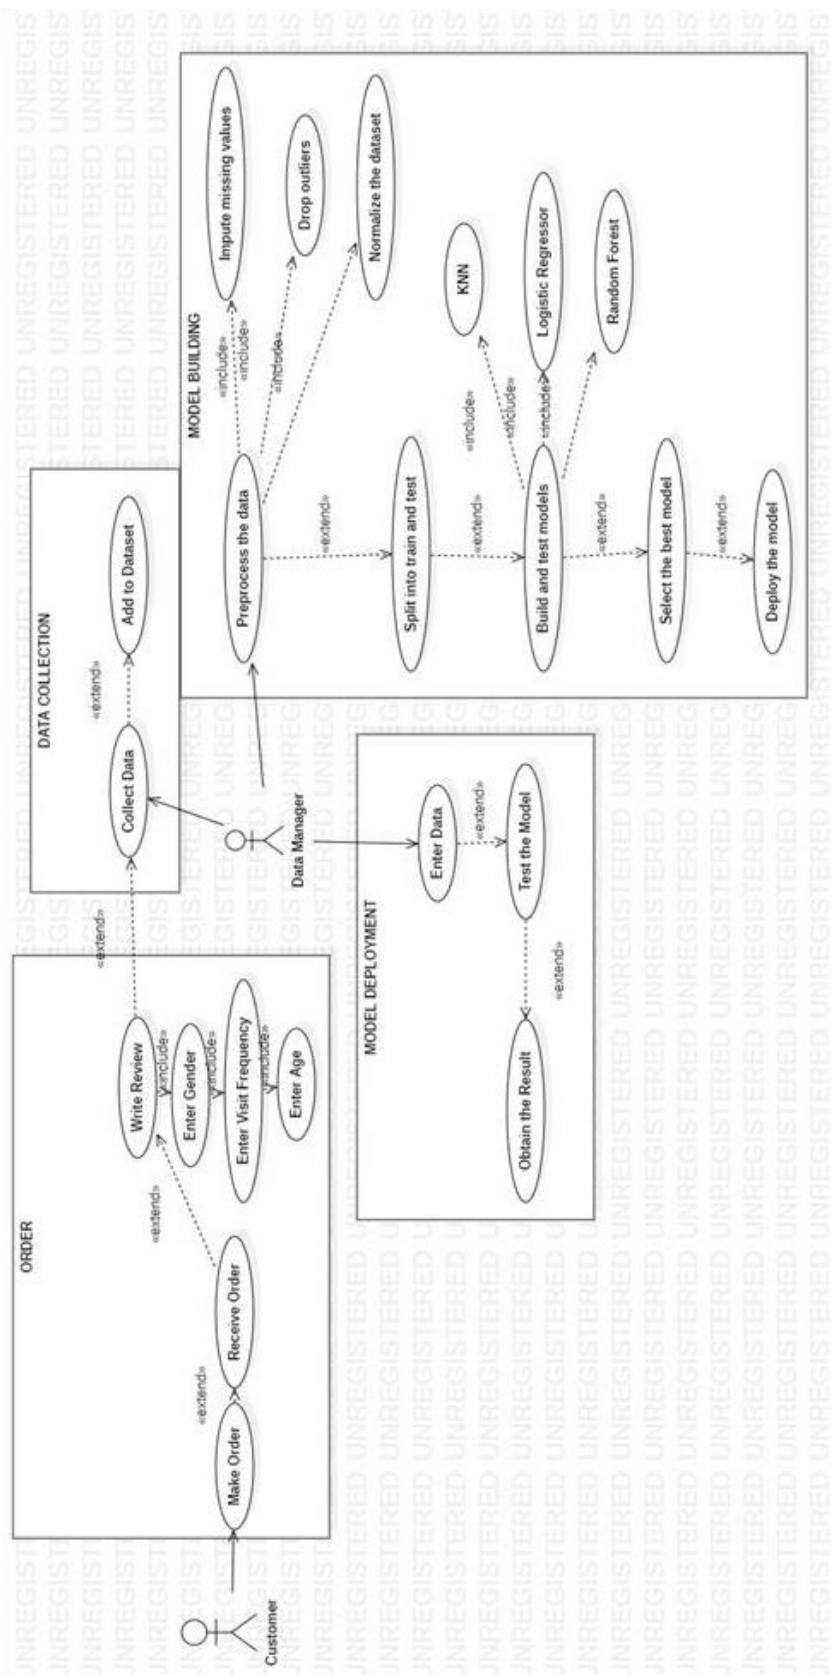 ORDER
Customer
Make Order
«extend»
Receive Order
«extend»
Write Review
«include»
Enter Gender
«include»
Enter Visit Frequency
«include»
Enter Age
«extend»
DATA COLLECTION
Collect Data
«extend»
Add to Dataset
Data Manager
MODEL DEPLOYMENT
Enter Data
«extend»
Test the Model
«extend»
Obtain the Result
MODEL BUILDING
Preprocess the data
«include»
«include»
«include»
Impute missing values
Drop outliers
Normalize the dataset
«extend»
Split into train and test
«extend»
Build and test models
«include»
«include»
«include»
KNN
Logistic Regressor
Random Forest
«extend»
Select the best model
«extend»
Deploy the model
UNREGISTERED UNREGISTERED UNREGISTERED UNREGISTERED